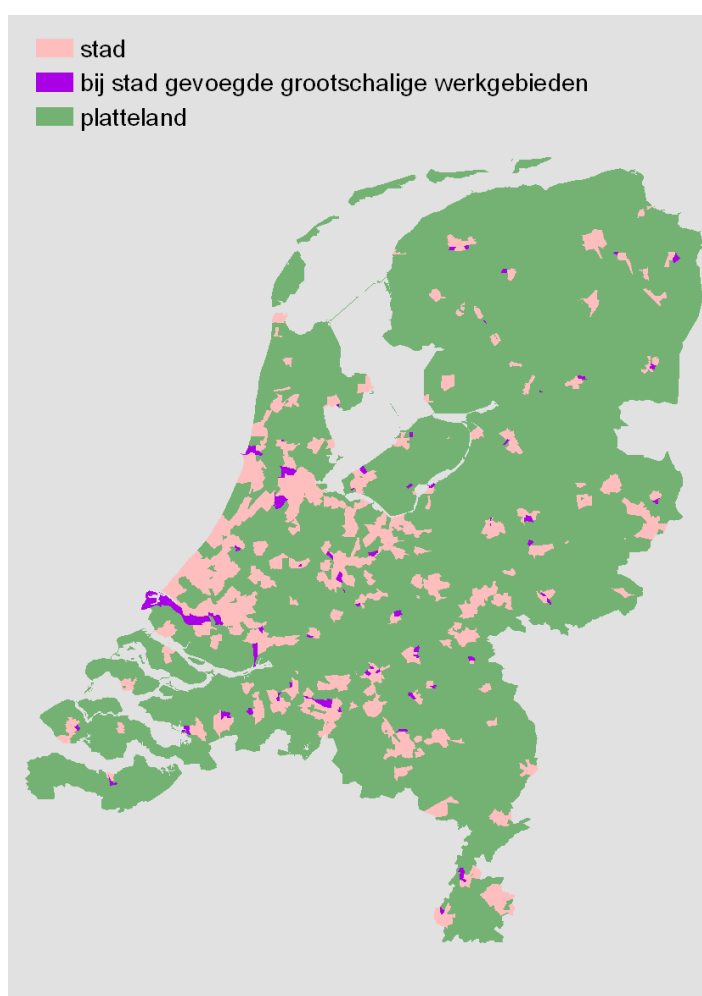 stad
bij stad gevoegde grootschalige werkgebieden
platteland